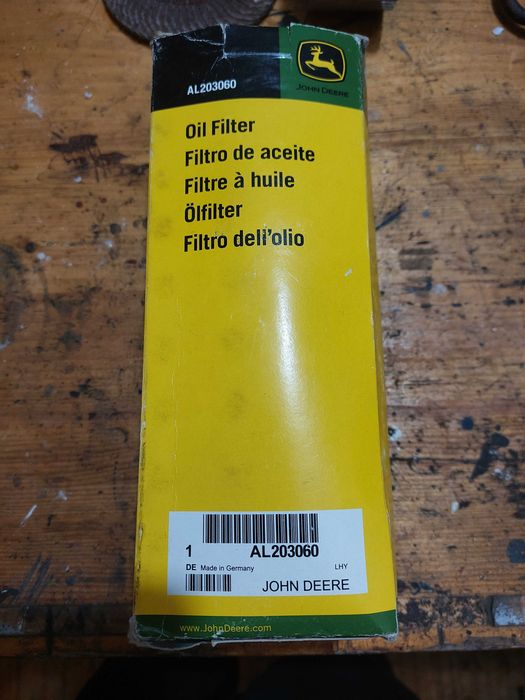 AL203060
JOHN DEERE
Oil Filter
Filtro de aceite
Filtre à huile
Ölfilter
Filtro dell'olio
1 AL203060
DE Made in Germany LHY
JOHN DEERE
www.JohnDeere.com